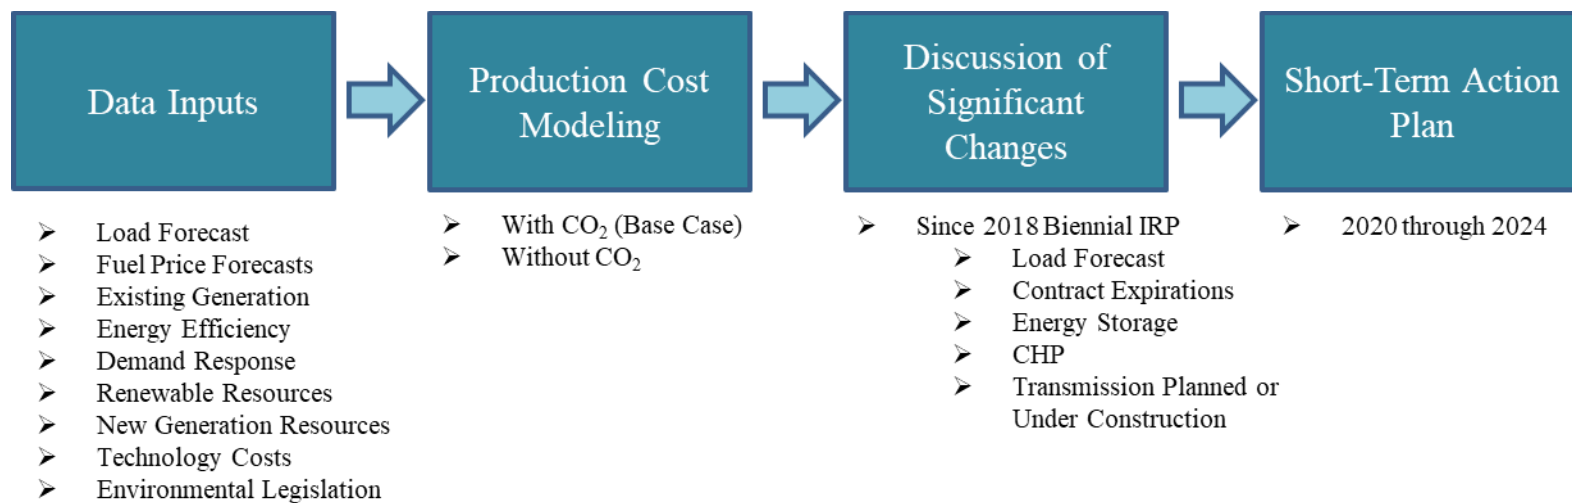 Data Inputs
Production Cost
Modeling
Discussion of
Significant
Changes
Short-Term Action
Plan
➢ Load Forecast
➢ Fuel Price Forecasts
➢ Existing Generation
➢ Energy Efficiency
➢ Demand Response
➢ Renewable Resources
➢ New Generation Resources
➢ Technology Costs
➢ Environmental Legislation
➢ With CO₂ (Base Case)
➢ Without CO₂
➢ Since 2018 Biennial IRP
➢ Load Forecast
➢ Contract Expirations
➢ Energy Storage
➢ CHP
➢ Transmission Planned or
Under Construction
➢ 2020 through 2024